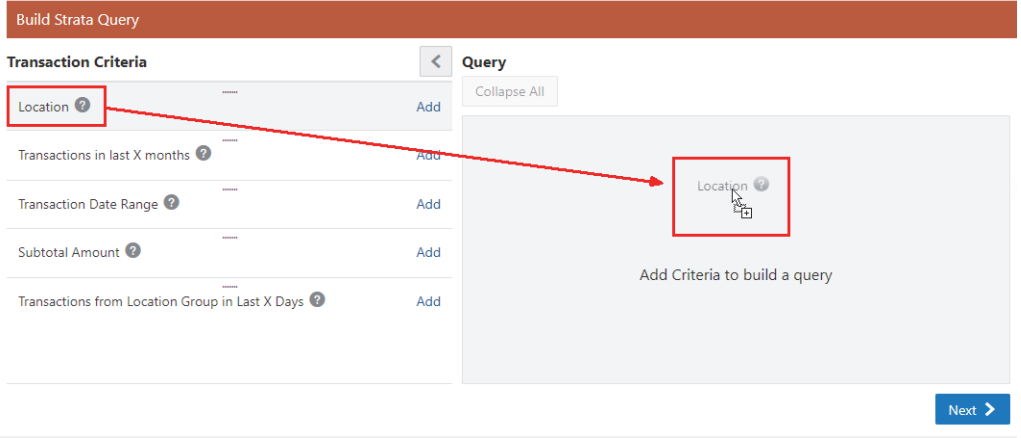 Build Strata Query
Transaction Criteria
Location ?
Add
Transactions in last X months ?
Add
Transaction Date Range ?
Add
Subtotal Amount ?
Add
Transactions from Location Group in Last X Days ?
Add
Query
Collapse All
Location ?
Add Criteria to build a query
Next